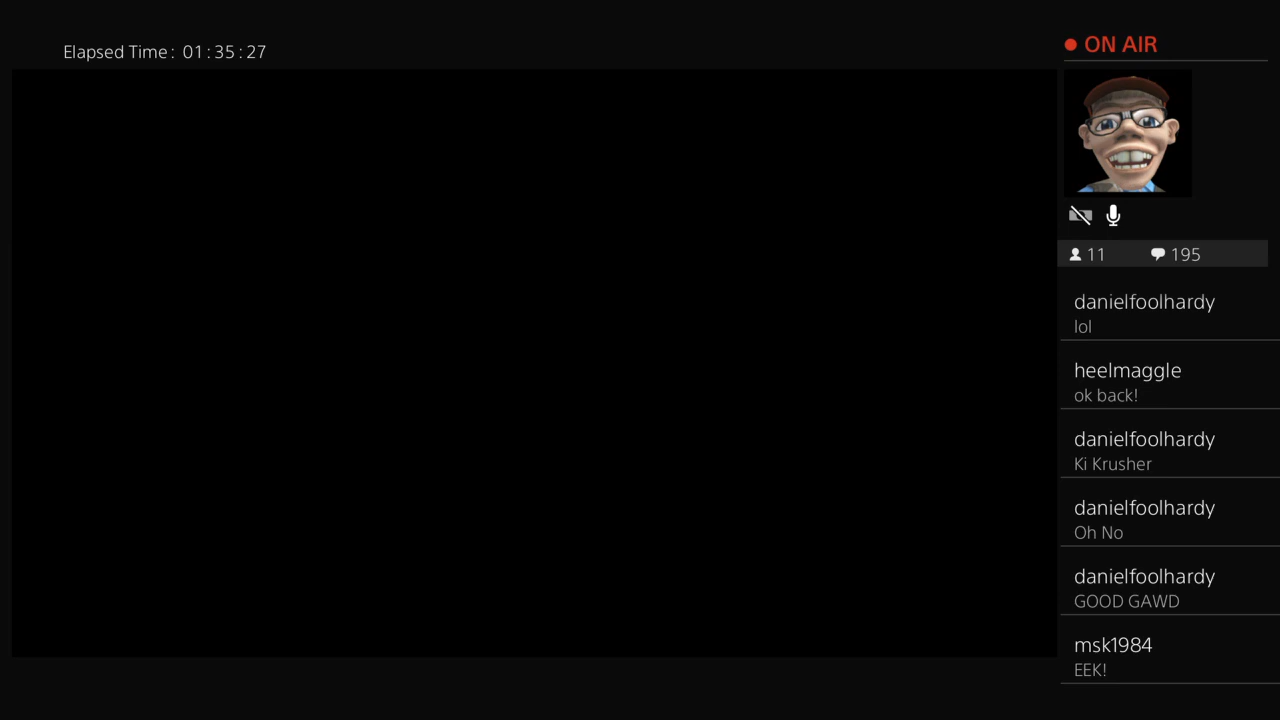 Elapsed Time: 01:35:27
ON AIR
11 195
danielfoolhardy
lol
heelmaggle
ok back!
danielfoolhardy
Ki Krusher
danielfoolhardy
Oh No
danielfoolhardy
GOOD GAWD
msk1984
EEK!